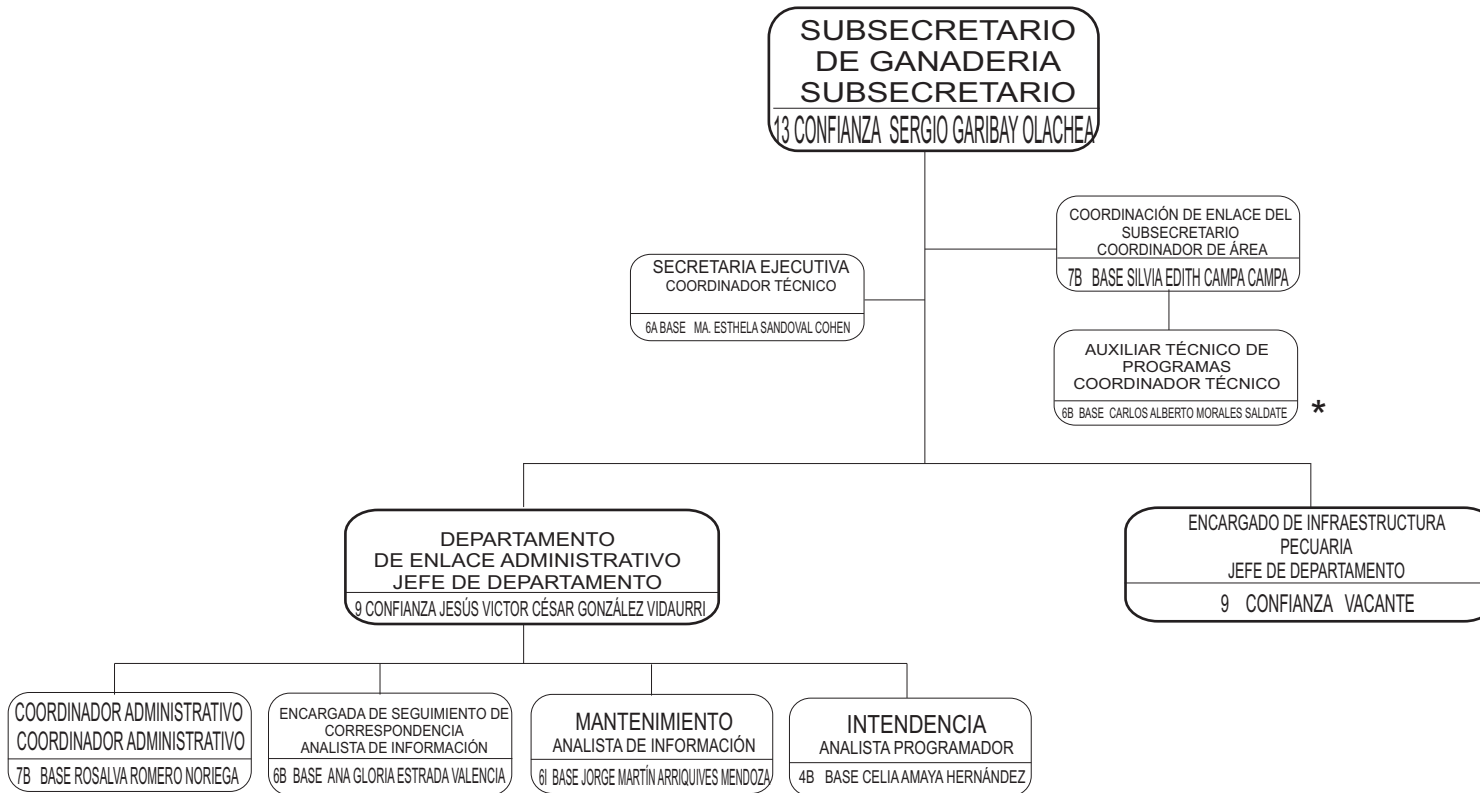 SUBSECRETARIO
DE GANADERIA
SUBSECRETARIO
13 CONFIANZA SERGIO GARIBAY OLACHEA
COORDINACIÓN DE ENLACE DEL
SUBSECRETARIO
COORDINADOR DE ÁREA
7B BASE SILVIA EDITH CAMPA CAMPA
SECRETARIA EJECUTIVA
COORDINADOR TÉCNICO
6A BASE MA. ESTHELA SANDOVAL COHEN
AUXILIAR TÉCNICO DE
PROGRAMAS
COORDINADOR TÉCNICO
6B BASE CARLOS ALBERTO MORALES SALDATE *
DEPARTAMENTO
DE ENLACE ADMINISTRATIVO
JEFE DE DEPARTAMENTO
9 CONFIANZA JESÚS VICTOR CÉSAR GONZÁLEZ VIDAURRI
ENCARGADO DE INFRAESTRUCTURA
PECUARIA
JEFE DE DEPARTAMENTO
9 CONFIANZA VACANTE
COORDINADOR ADMINISTRATIVO
COORDINADOR ADMINISTRATIVO
7B BASE ROSALVA ROMERO NORIEGA
ENCARGADA DE SEGUIMIENTO DE
CORRESPONDENCIA
ANALISTA DE INFORMACIÓN
6B BASE ANA GLORIA ESTRADA VALENCIA
MANTENIMIENTO
ANALISTA DE INFORMACIÓN
6I BASE JORGE MARTÍN ARRIQUIVES MENDOZA
INTENDENCIA
ANALISTA PROGRAMADOR
4B BASE CELIA AMAYA HERNÁNDEZ